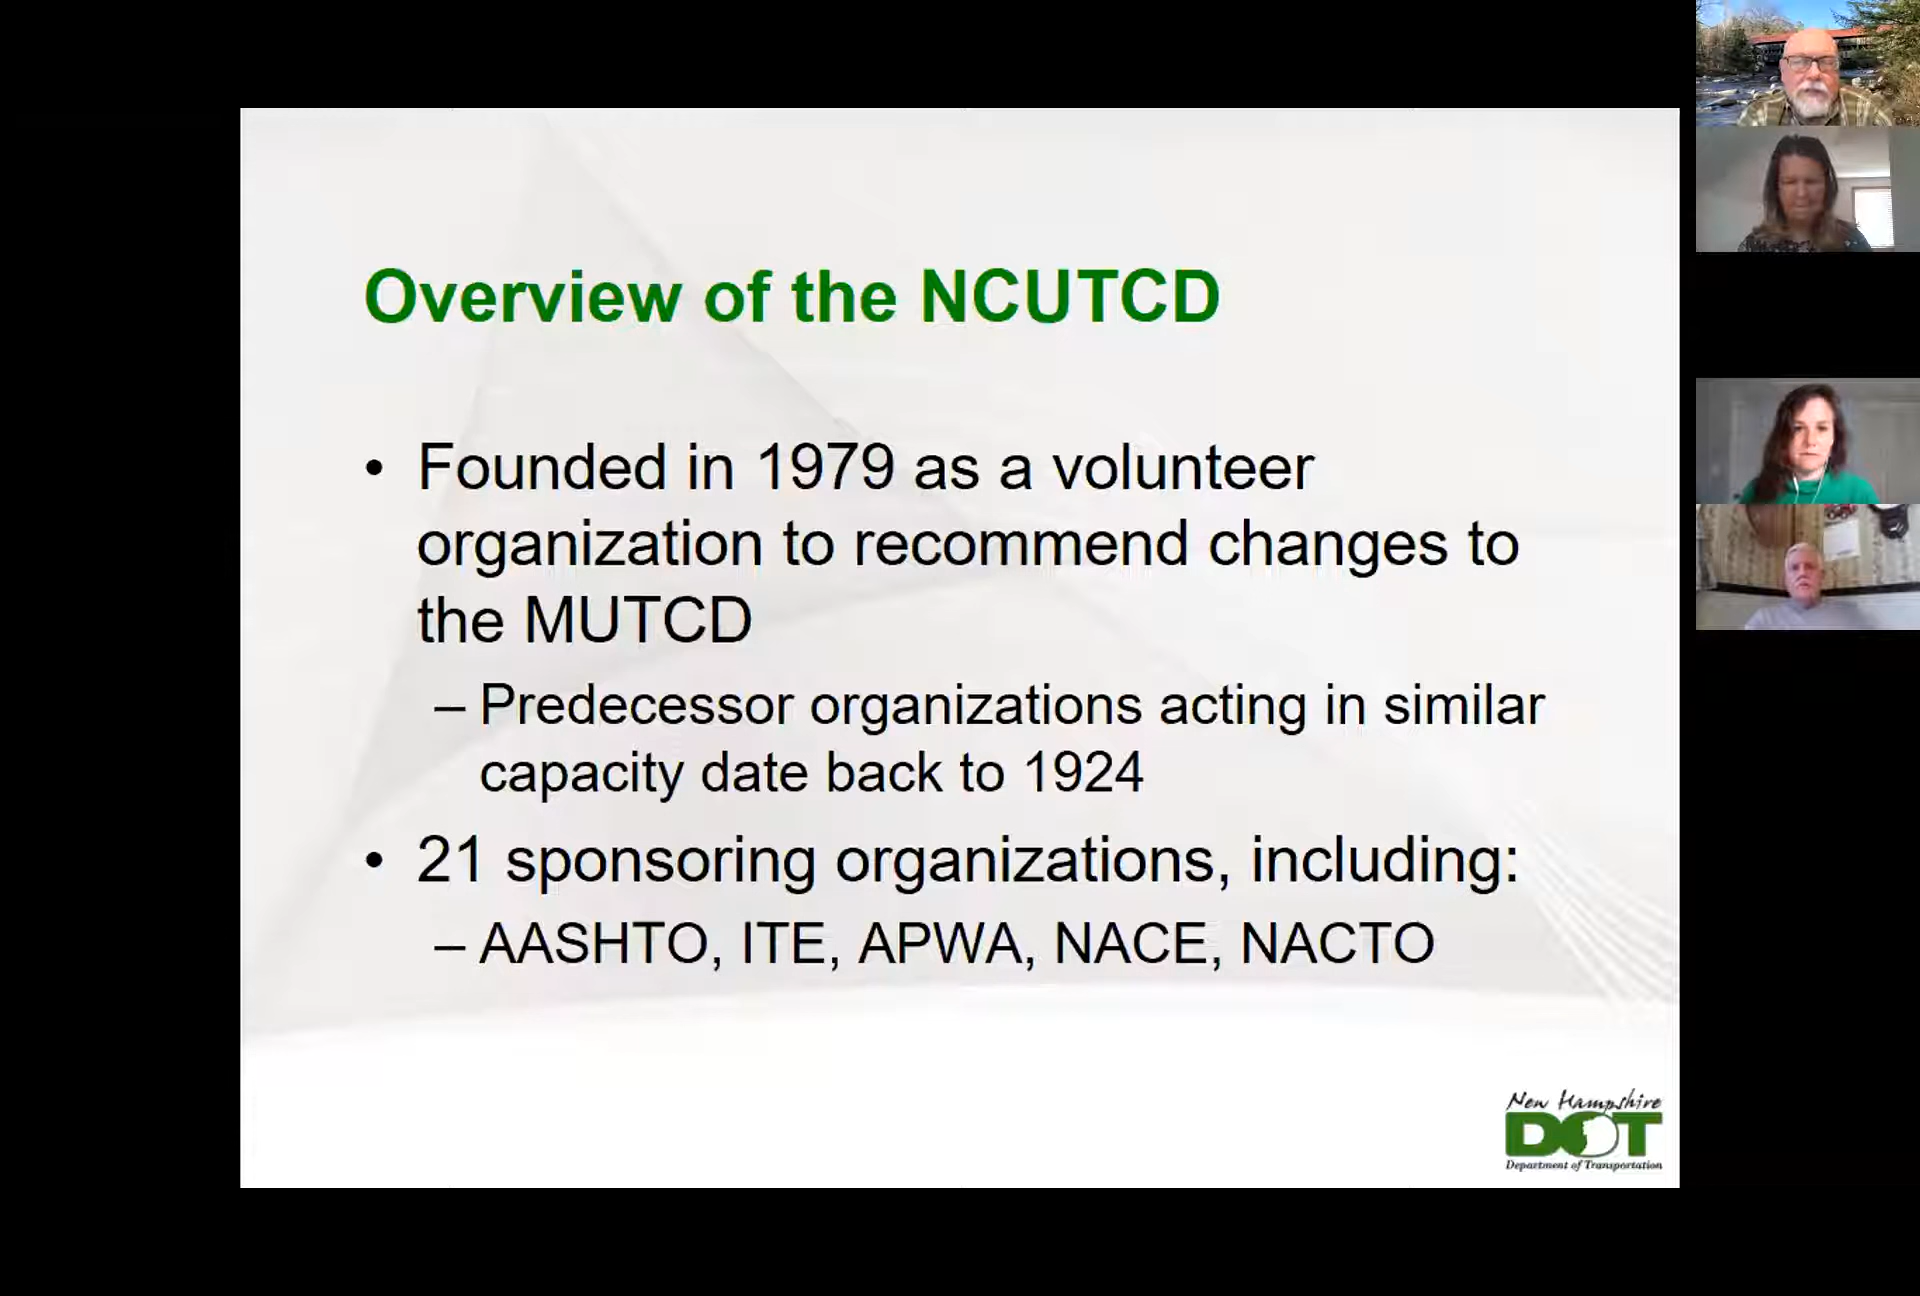 Overview of the NCUTCD
• Founded in 1979 as a volunteer
organization to recommend changes to
the MUTCD
– Predecessor organizations acting in similar
capacity date back to 1924
• 21 sponsoring organizations, including:
– AASHTO, ITE, APWA, NACE, NACTO
New Hampshire
DOT
Department of Transportation